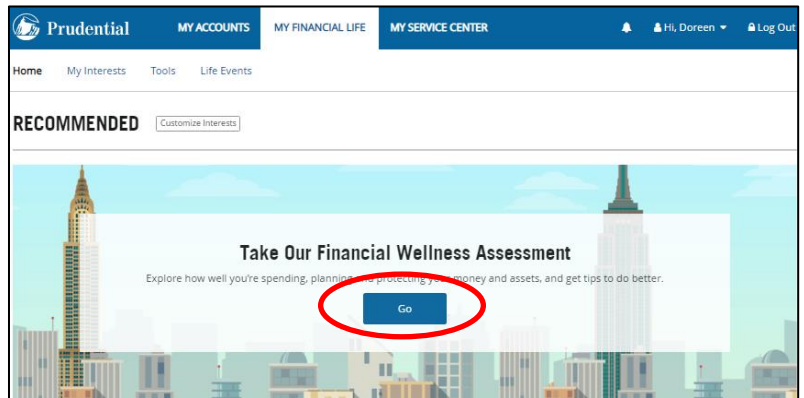 Prudential MY ACCOUNTS MY FINANCIAL LIFE MY SERVICE CENTER Hi, Doreen Log Out
Home My Interests Tools Life Events
RECOMMENDED Customize Interests
Take Our Financial Wellness Assessment
Explore how well you're spending, planning and protecting your money and assets, and get tips to do better.
Go